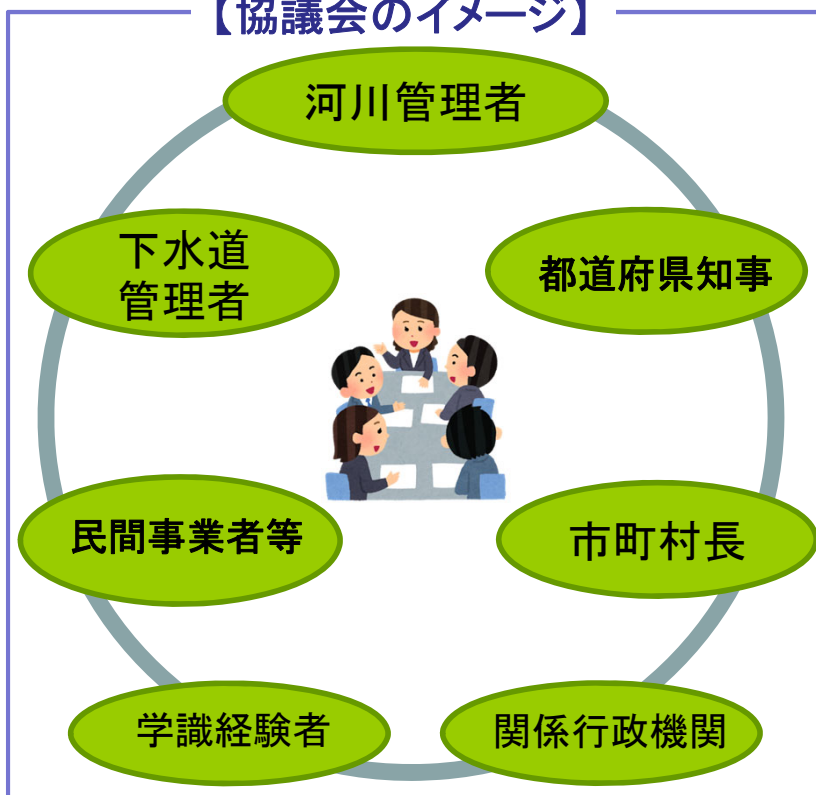 【協議会のイメージ】
河川管理者
下水道
管理者
都道府県知事
民間事業者等
市町村長
学識経験者
関係行政機関